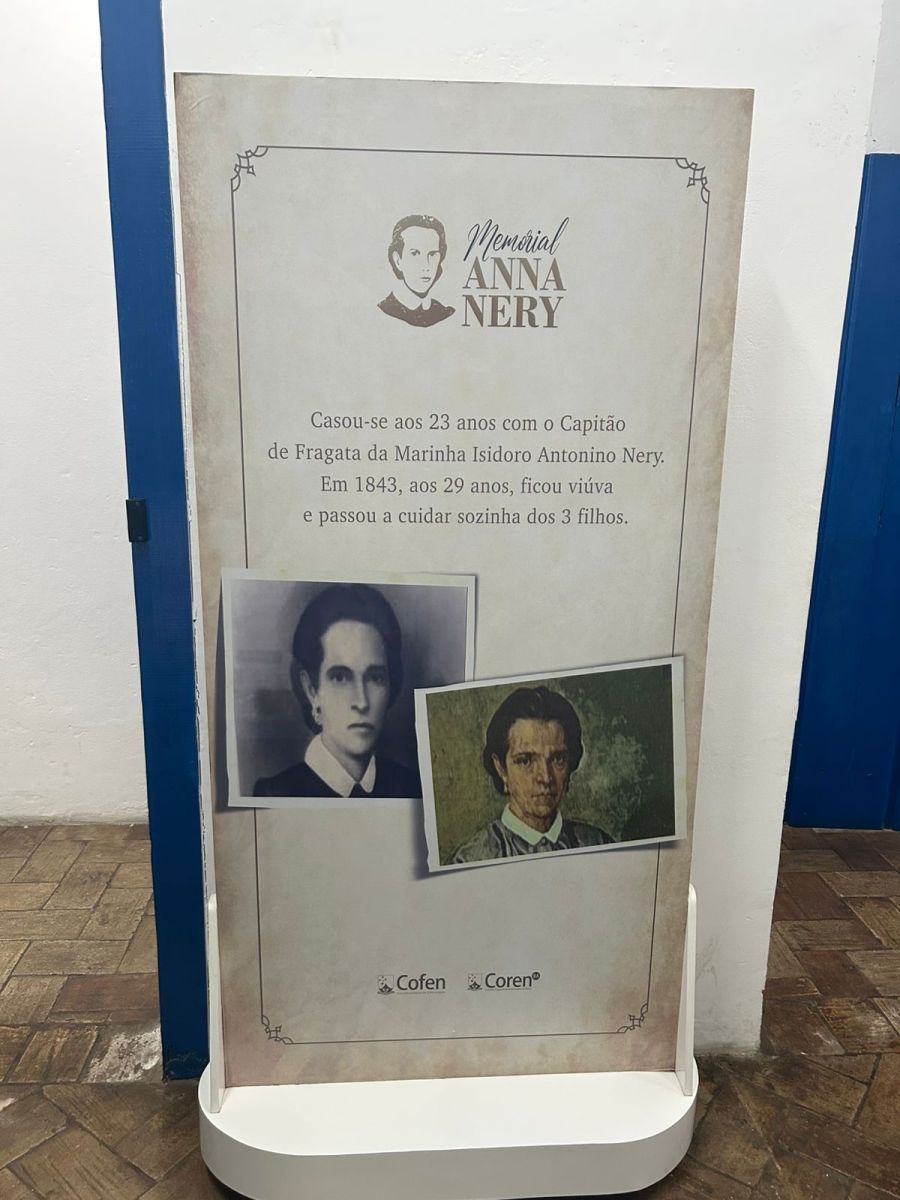 Memorial
ANNA
NERY
Casou-se aos 23 anos com o Capitão
de Fragata da Marinha Isidoro Antonino Nery.
Em 1843, aos 29 anos, ficou viúva
e passou a cuidar sozinha dos 3 filhos.
Cofen
Coren